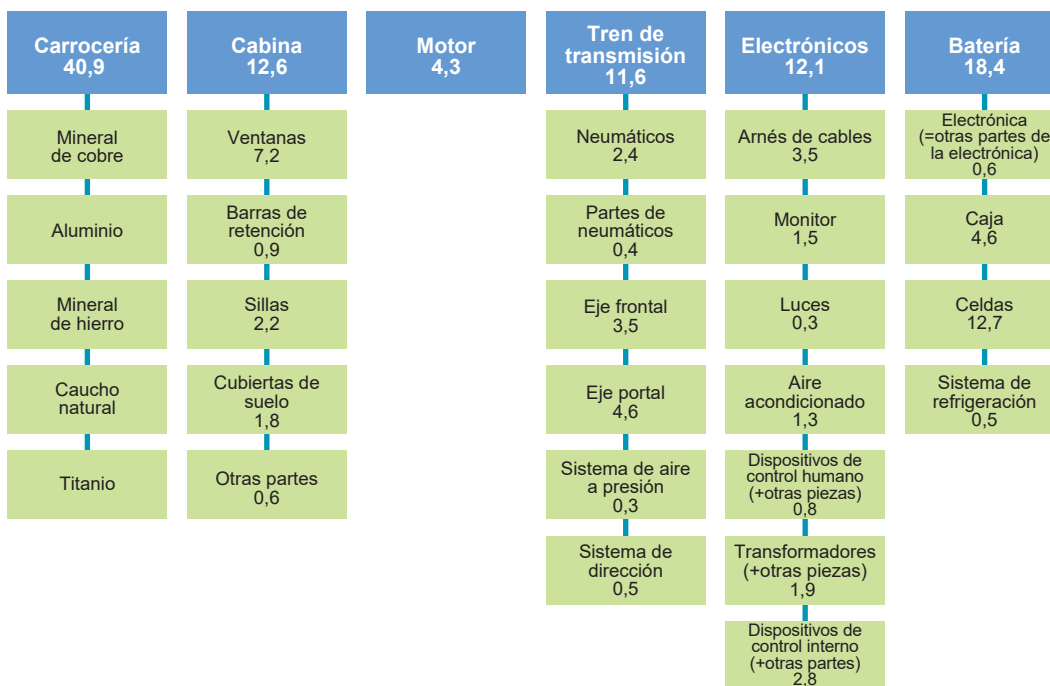 Carrocería
40,9
Mineral
de cobre
Aluminio
Mineral
de hierro
Caucho
natural
Titanio
Cabina
12,6
Ventanas
7,2
Barras de
retención
0,9
Sillas
2,2
Cubiertas de
suelo
1,8
Otras partes
0,6
Motor
4,3
Tren de
transmisión
11,6
Neumáticos
2,4
Partes de
neumáticos
0,4
Eje frontal
3,5
Eje portal
4,6
Sistema de aire
a presión
0,3
Sistema de
dirección
0,5
Electrónicos
12,1
Arnés de cables
3,5
Monitor
1,5
Luces
0,3
Aire
acondicionado
1,3
Dispositivos de
control humano
(+otras piezas)
0,8
Transformadores
(+otras piezas)
1,9
Dispositivos de
control interno
(+otras partes)
2,8
Batería
18,4
Electrónica
(=otras partes de
la electrónica)
0,6
Caja
4,6
Celdas
12,7
Sistema de
refrigeración
0,5